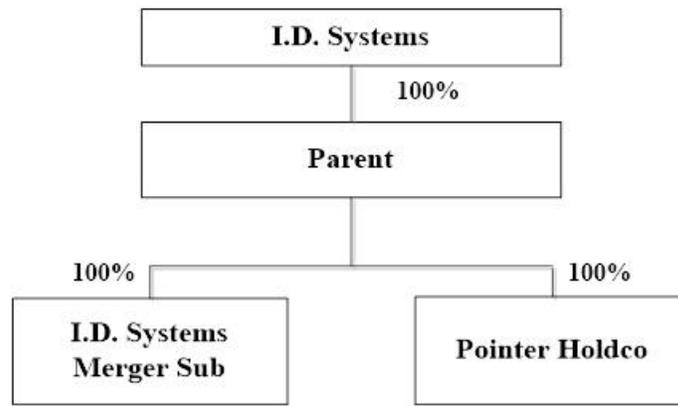 I.D. Systems
100%
Parent
100%
100%
I.D. Systems
Merger Sub
Pointer Holdco